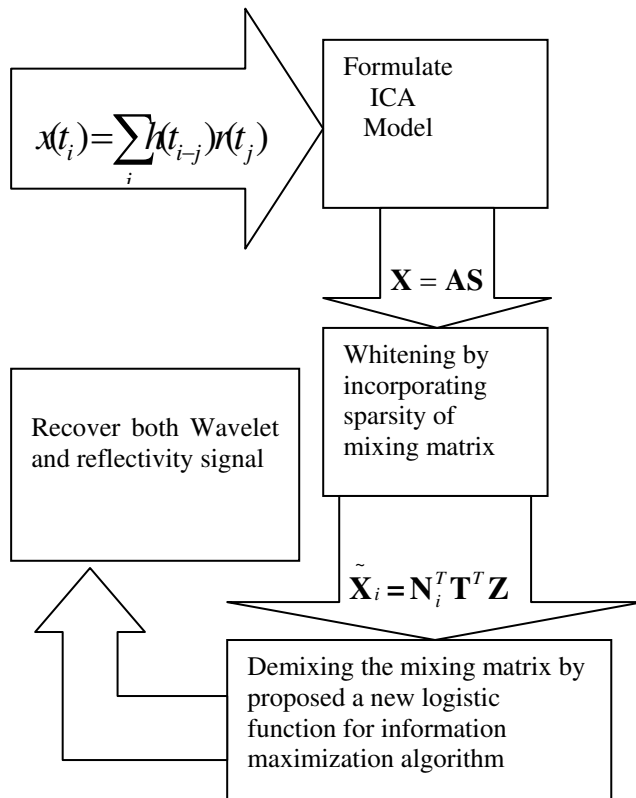 x(t_i)=∑_i h(t_{i−j})r(t_j)
Formulate
ICA
Model
X = AS
Whitening by
incorporating
sparsity of
mixing matrix
X̃_i = N_i^T T^T Z
Demixing the mixing matrix by
proposed a new logistic
function for information
maximization algorithm
Recover both Wavelet
and reflectivity signal